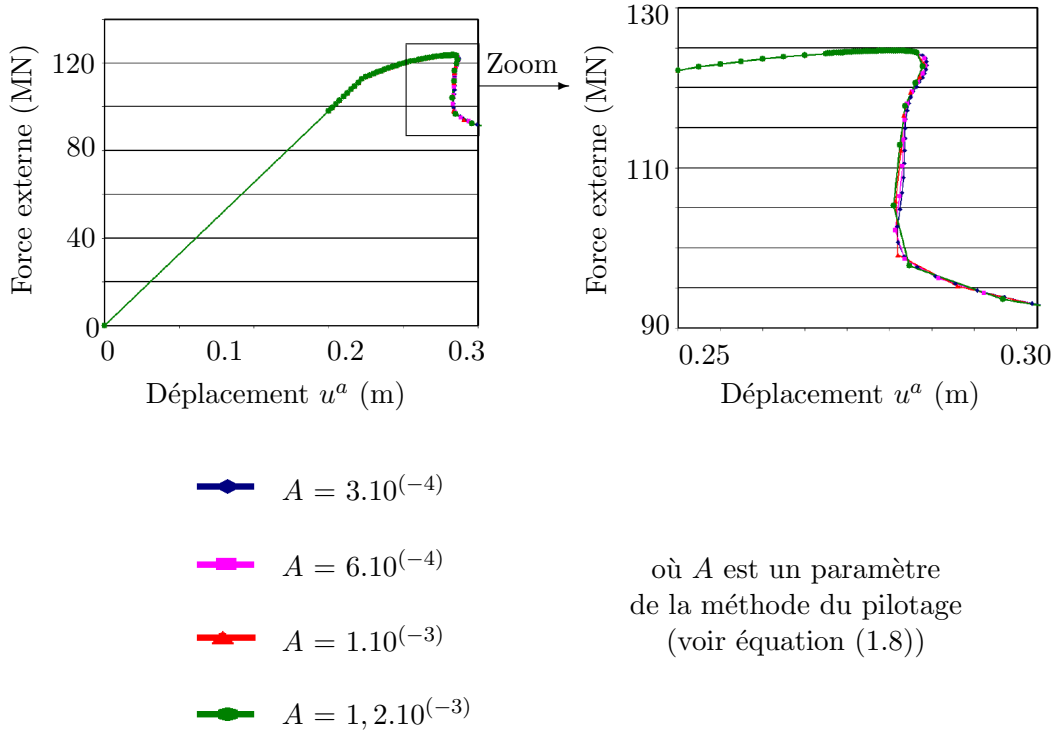 Force externe (MN)
120
80
40
0
0
0.1
0.2
0.3
Déplacement u^a (m)
Zoom
Force externe (MN)
130
110
90
0.25
0.30
Déplacement u^a (m)
A = 3.10^(−4)
A = 6.10^(−4)
A = 1.10^(−3)
A = 1, 2.10^(−3)
où A est un paramètre
de la méthode du pilotage
(voir équation (1.8))